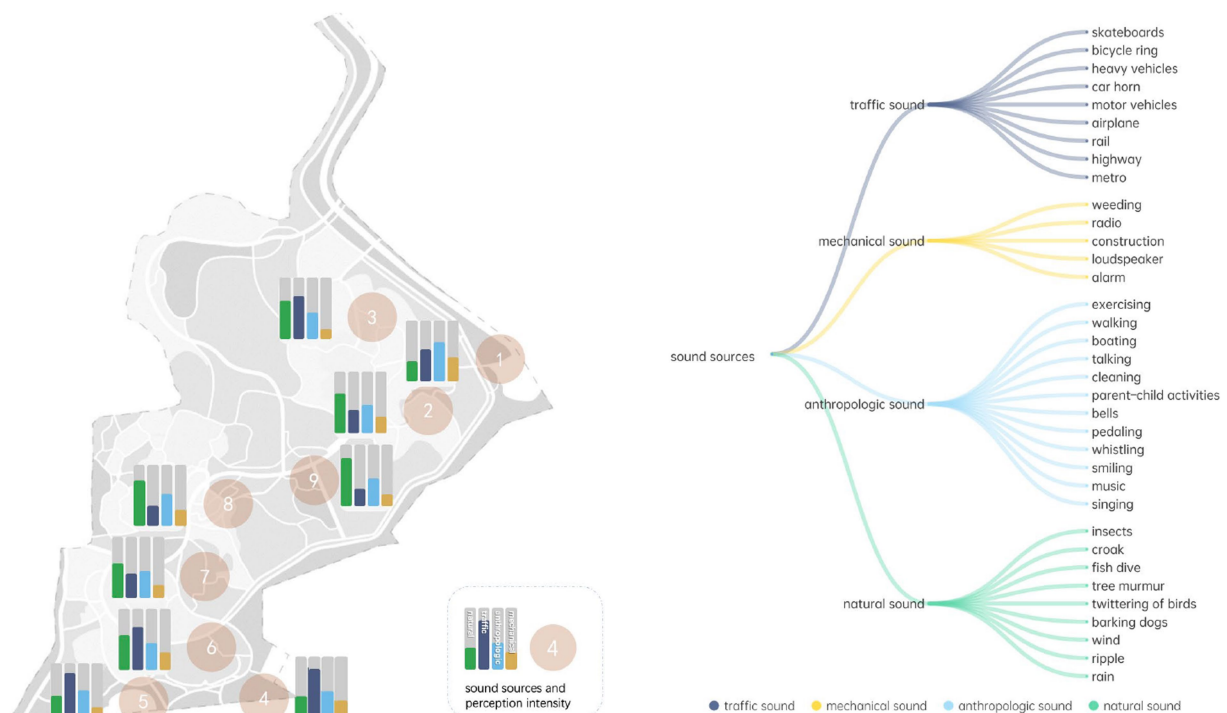 3
1
2
9
8
7
6
5
4
natural
traffic
anthropologic
mechanical
4
sound sources and
perception intensity
sound sources
traffic sound
skateboards
bicycle ring
heavy vehicles
car horn
motor vehicles
airplane
rail
highway
metro
mechanical sound
weeding
radio
construction
loudspeaker
alarm
anthropologic sound
exercising
walking
boating
talking
cleaning
parent-child activities
bells
pedaling
whistling
smiling
music
singing
natural sound
insects
croak
fish dive
tree murmur
twittering of birds
barking dogs
wind
ripple
rain
traffic sound mechanical sound anthropologic sound natural sound